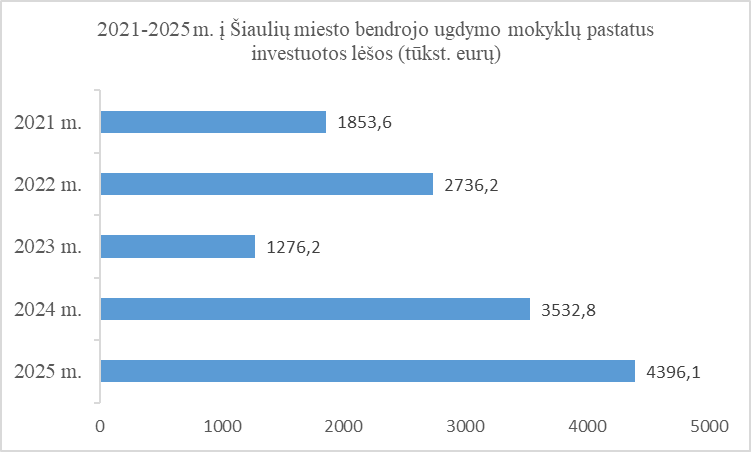 2021-2025 m. į Šiaulių miesto bendrojo ugdymo mokyklų pastatus
investuotos lėšos (tūkst. eurų)
2021 m. 1853,6
2022 m. 2736,2
2023 m. 1276,2
2024 m. 3532,8
2025 m. 4396,1
0 1000 2000 3000 4000 5000